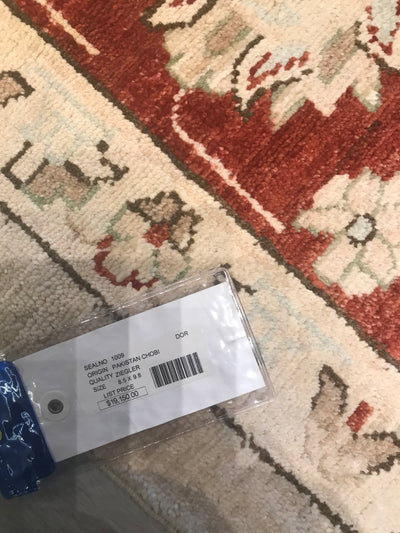 DOR
SEALNO 1009
ORIGIN PAKISTAN CHOBI
QUALITY ZIEGLER
SIZE 8.5 X 9.8
LIST PRICE
$19,150.00